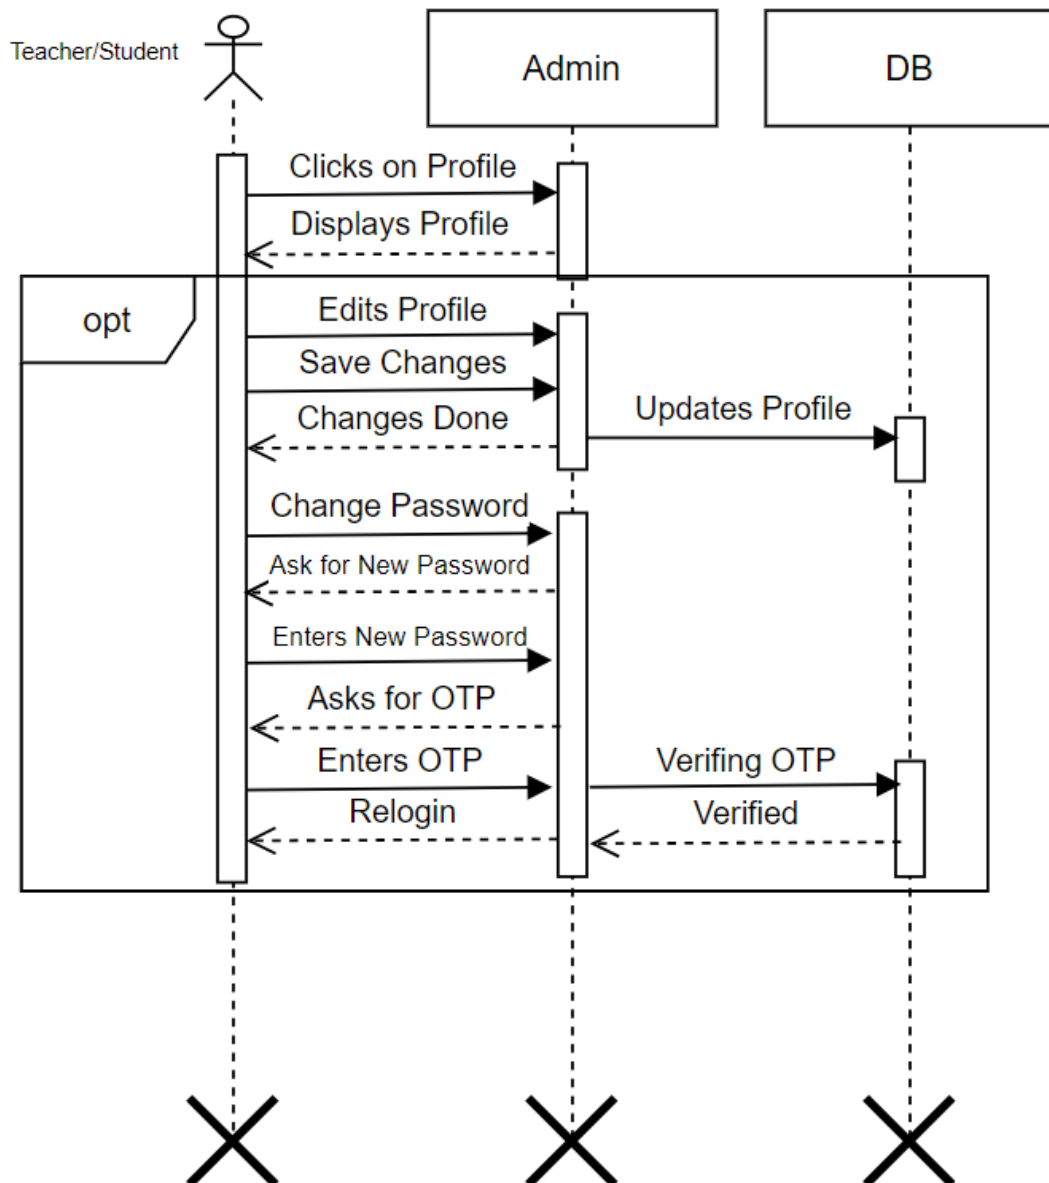 Teacher/Student
Admin
DB
Clicks on Profile
Displays Profile
opt
Edits Profile
Save Changes
Changes Done
Updates Profile
Change Password
Ask for New Password
Enters New Password
Asks for OTP
Enters OTP
Verifing OTP
Relogin
Verified